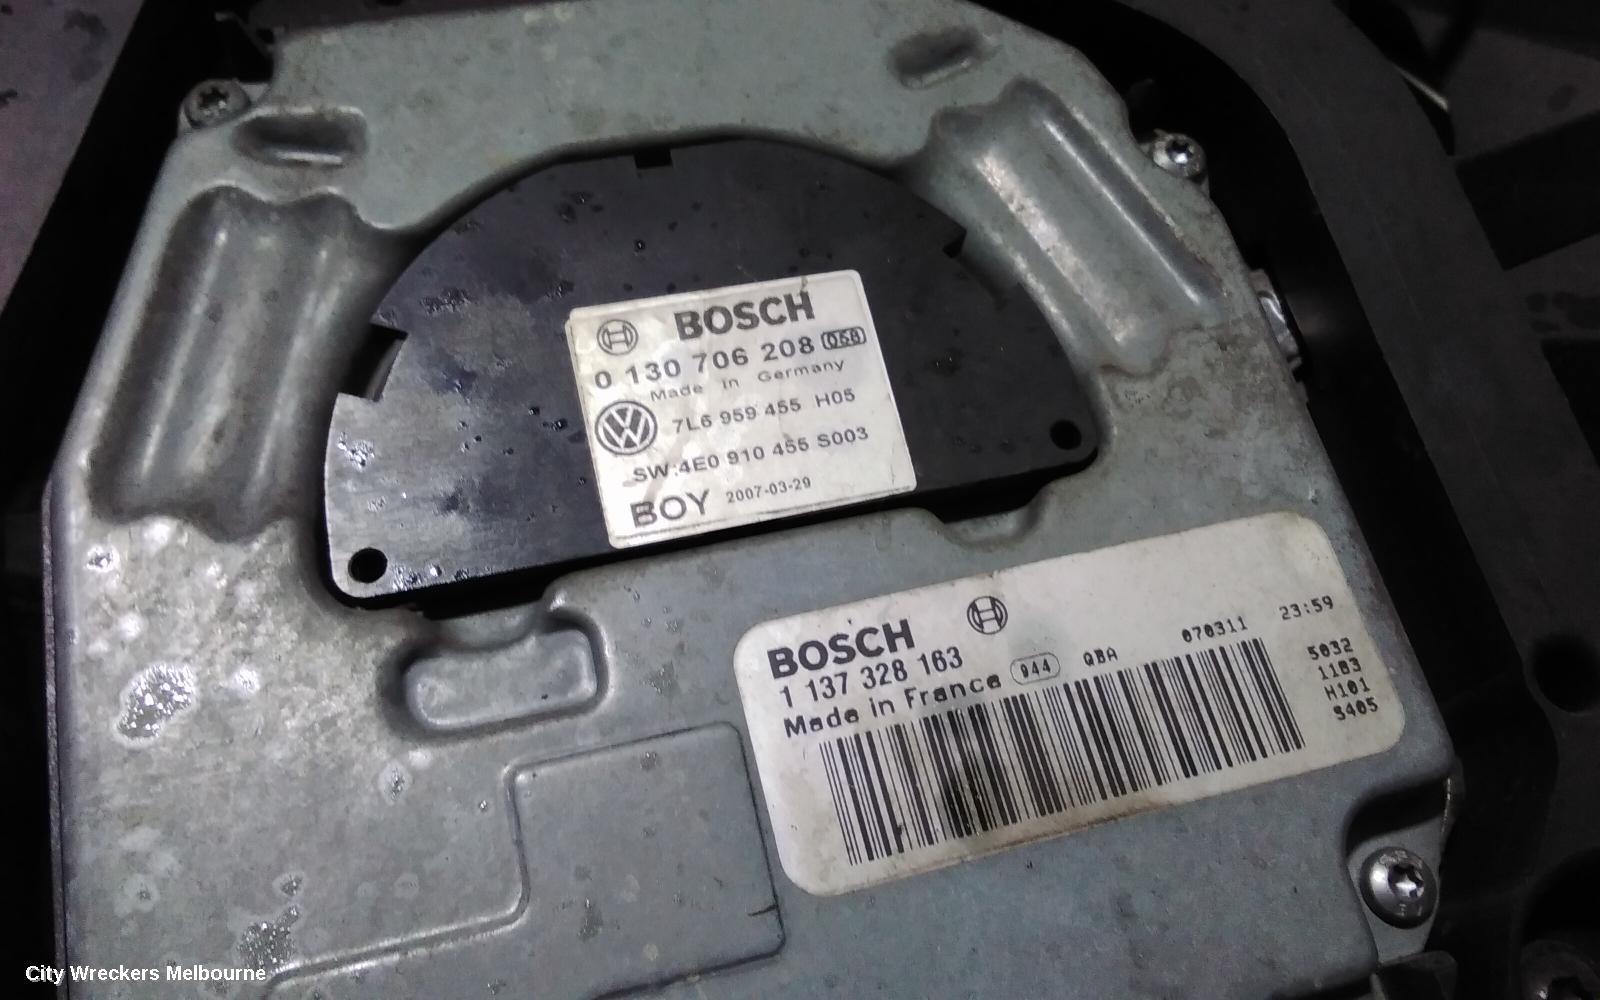 BOSCH
0 130 706 208 058
Made in Germany
7L6 959 455 H05
SW:4E0 910 455 S003
BOY 2007-03-29
BOSCH
1 137 328 163
Made in France 944 QBA 070311 23:59
5032
1183
H101
S405
City Wreckers Melbourne